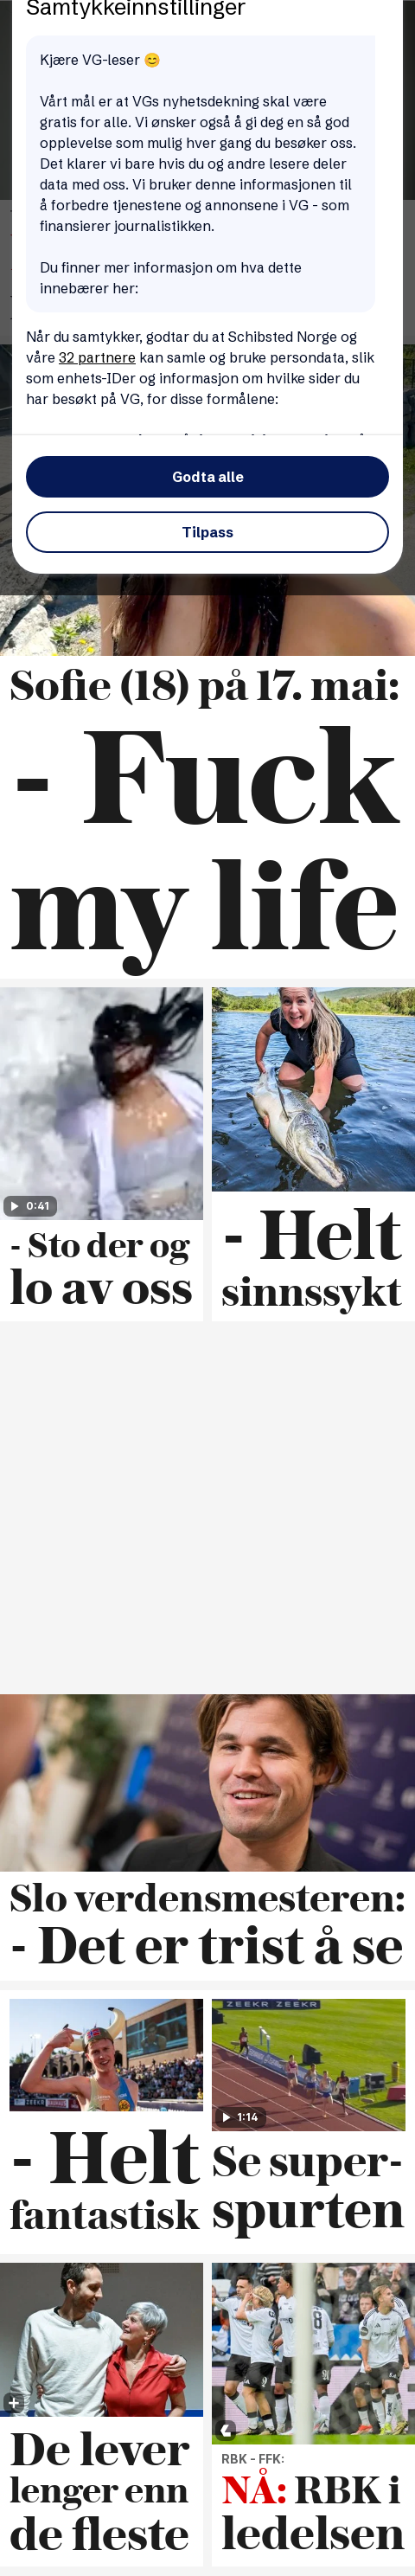 Samtykkeinnstillinger
Kjære VG-leser 😊
Vårt mål er at VGs nyhetsdekning skal være
gratis for alle. Vi ønsker også å gi deg en så god
opplevelse som mulig hver gang du besøker oss.
Det klarer vi bare hvis du og andre lesere deler
data med oss. Vi bruker denne informasjonen til
å forbedre tjenestene og annonsene i VG - som
finansierer journalistikken.
Du finner mer informasjon om hva dette
innebærer her:
Når du samtykker, godtar du at Schibsted Norge og
våre 32 partnere kan samle og bruke persondata, slik
som enhets-IDer og informasjon om hvilke sider du
har besøkt på VG, for disse formålene:
Godta alle
Tilpass
Sofie (18) på 17. mai:
- Fuck
my life
0:41
- Sto der og
lo av oss
- Helt
sinnssykt
Slo verdensmesteren:
- Det er trist å se
- Helt
fantastisk
ZEEKR ZEEKR
1:14
Se super-
spurten
De lever
lenger enn
de fleste
RBK - FFK:
NÅ: RBK i
ledelsen